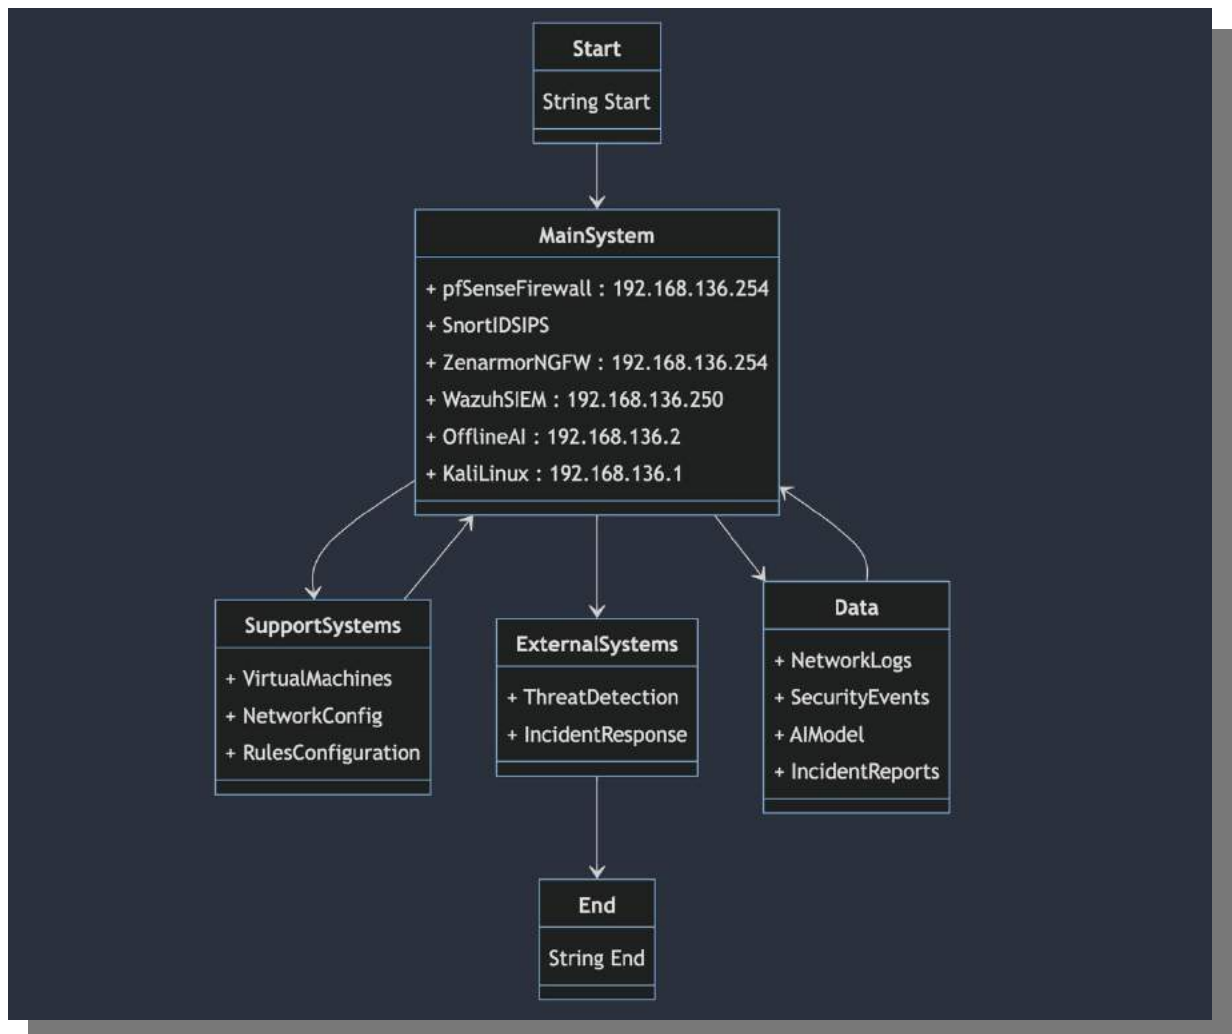 Start
String Start
MainSystem
+ pfSenseFirewall : 192.168.136.254
+ SnortIDSIPS
+ ZenarmorNGFW : 192.168.136.254
+ WazuhSIEM : 192.168.136.250
+ OfflineAI : 192.168.136.2
+ KaliLinux : 192.168.136.1
SupportSystems
+ VirtualMachines
+ NetworkConfig
+ RulesConfiguration
ExternalSystems
+ ThreatDetection
+ IncidentResponse
Data
+ NetworkLogs
+ SecurityEvents
+ AIModel
+ IncidentReports
End
String End